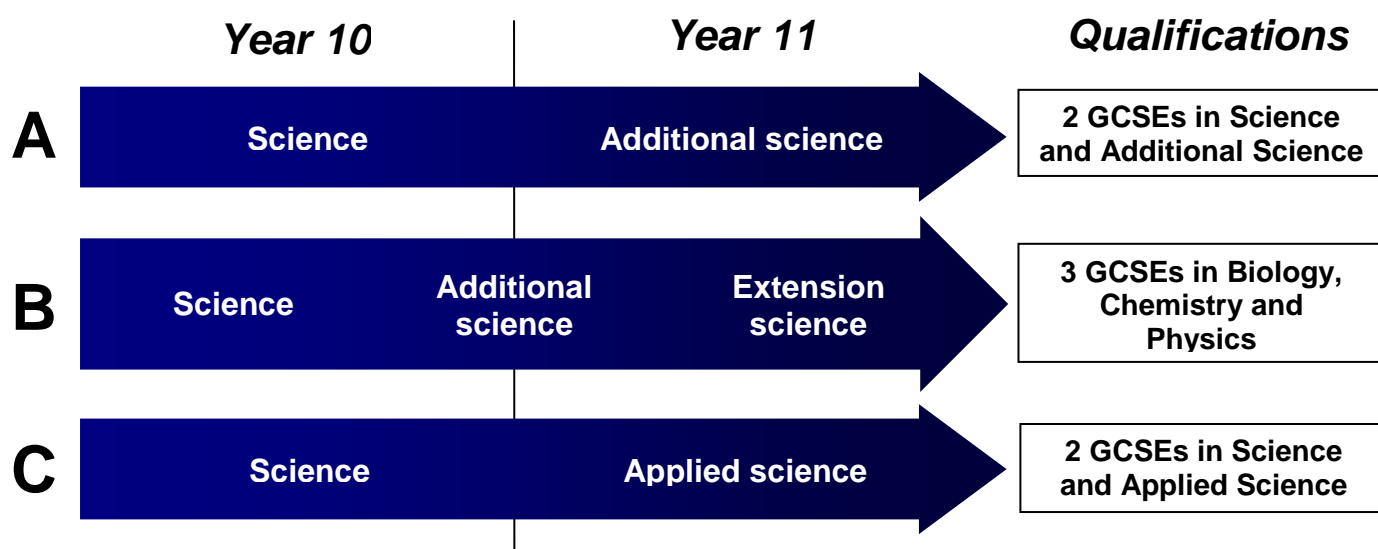 Year 10 Year 11 Qualifications
A Science Additional science 2 GCSEs in Science
and Additional Science
B Science Additional
science Extension
science 3 GCSEs in Biology,
Chemistry and
Physics
C Science Applied science 2 GCSEs in Science
and Applied Science